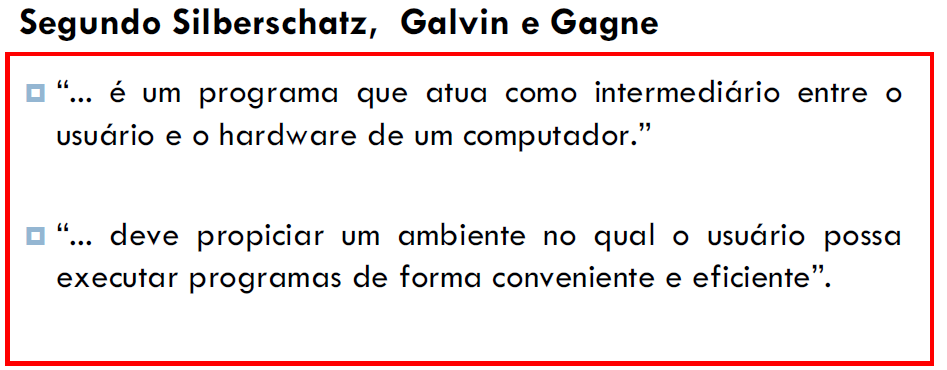 Segundo Silberschatz, Galvin e Gagne
“... é um programa que atua como intermediário entre o
usuário e o hardware de um computador.”
“... deve propiciar um ambiente no qual o usuário possa
executar programas de forma conveniente e eficiente”.